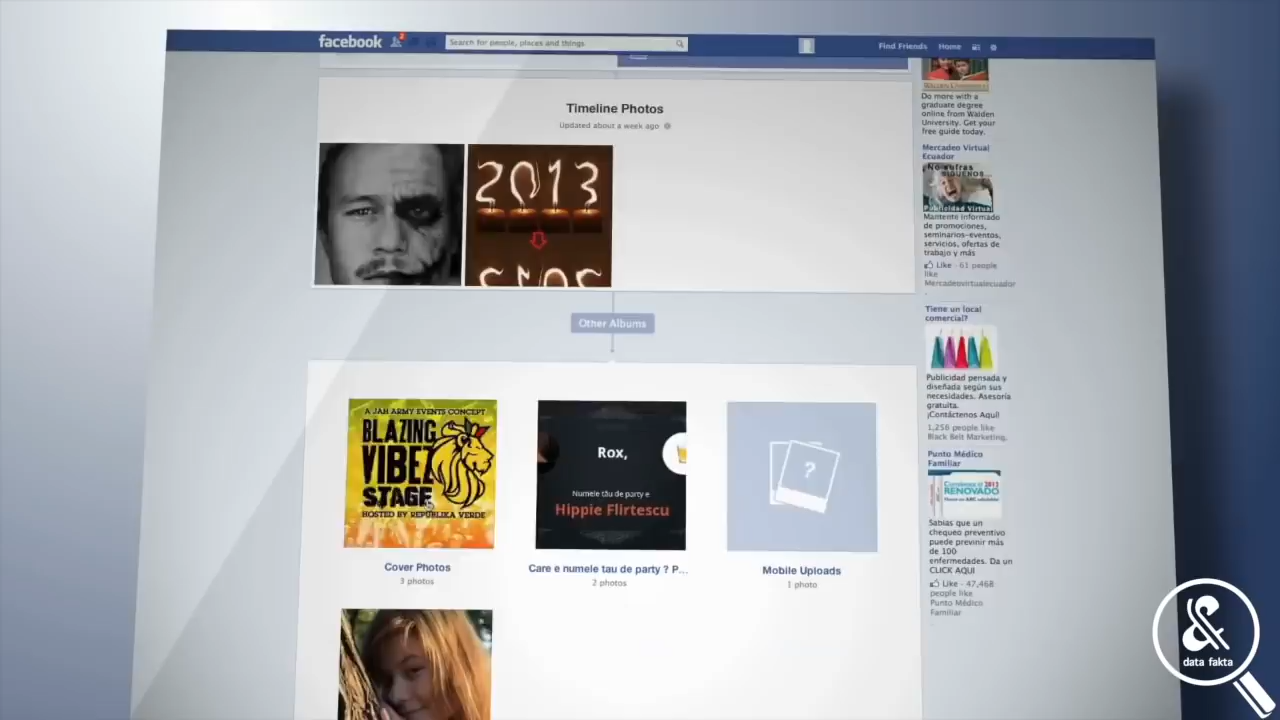 facebook
2
Search for people, places and things
Find Friends
Home
Timeline Photos
Updated about a week ago
2013
Other Albums
A JAH ARMY EVENTS CONCEPT
BLAZING
VIBEZ
STAGE
HOSTED BY REPUBLIKA VERDE
Cover Photos
3 photos
Rox,
Numele tău de party e
Hippie Flirtescu
Care e numele tau de party ? P...
2 photos
?
Mobile Uploads
1 photo
Do more with a
graduate degree
online from Walden
University. Get your
free guide today.
Mercadeo Virtual
Ecuador
¿No sufras
SIGUENOS...
Publicidad Virtual
Mantente informado
de promociones,
seminarios-eventos,
servicios, ofertas de
trabajo y más
Like · 61 people
like
Mercadeovirtualecuador
Tiene un local
comercial?
Publicidad pensada y
diseñada según sus
necesidades. Asesoría
gratuita.
¡Contáctenos Aquí!
1,256 people like
Black Belt Marketing.
Punto Médico
Familiar
RENOVADO
Sabías que un
chequeo preventivo
puede prevenir más
de 100
enfermedades. Da un
CLICK AQUI
Like · 47,468
people like
Punto Médico
Familiar
&
data fakta